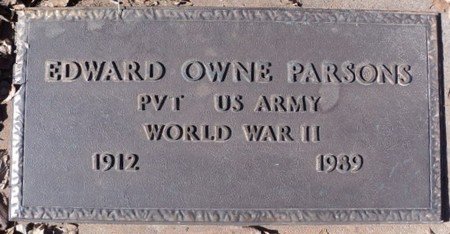 EDWARD OWNE PARSONS
PVT US ARMY
WORLD WAR II
1912 1989